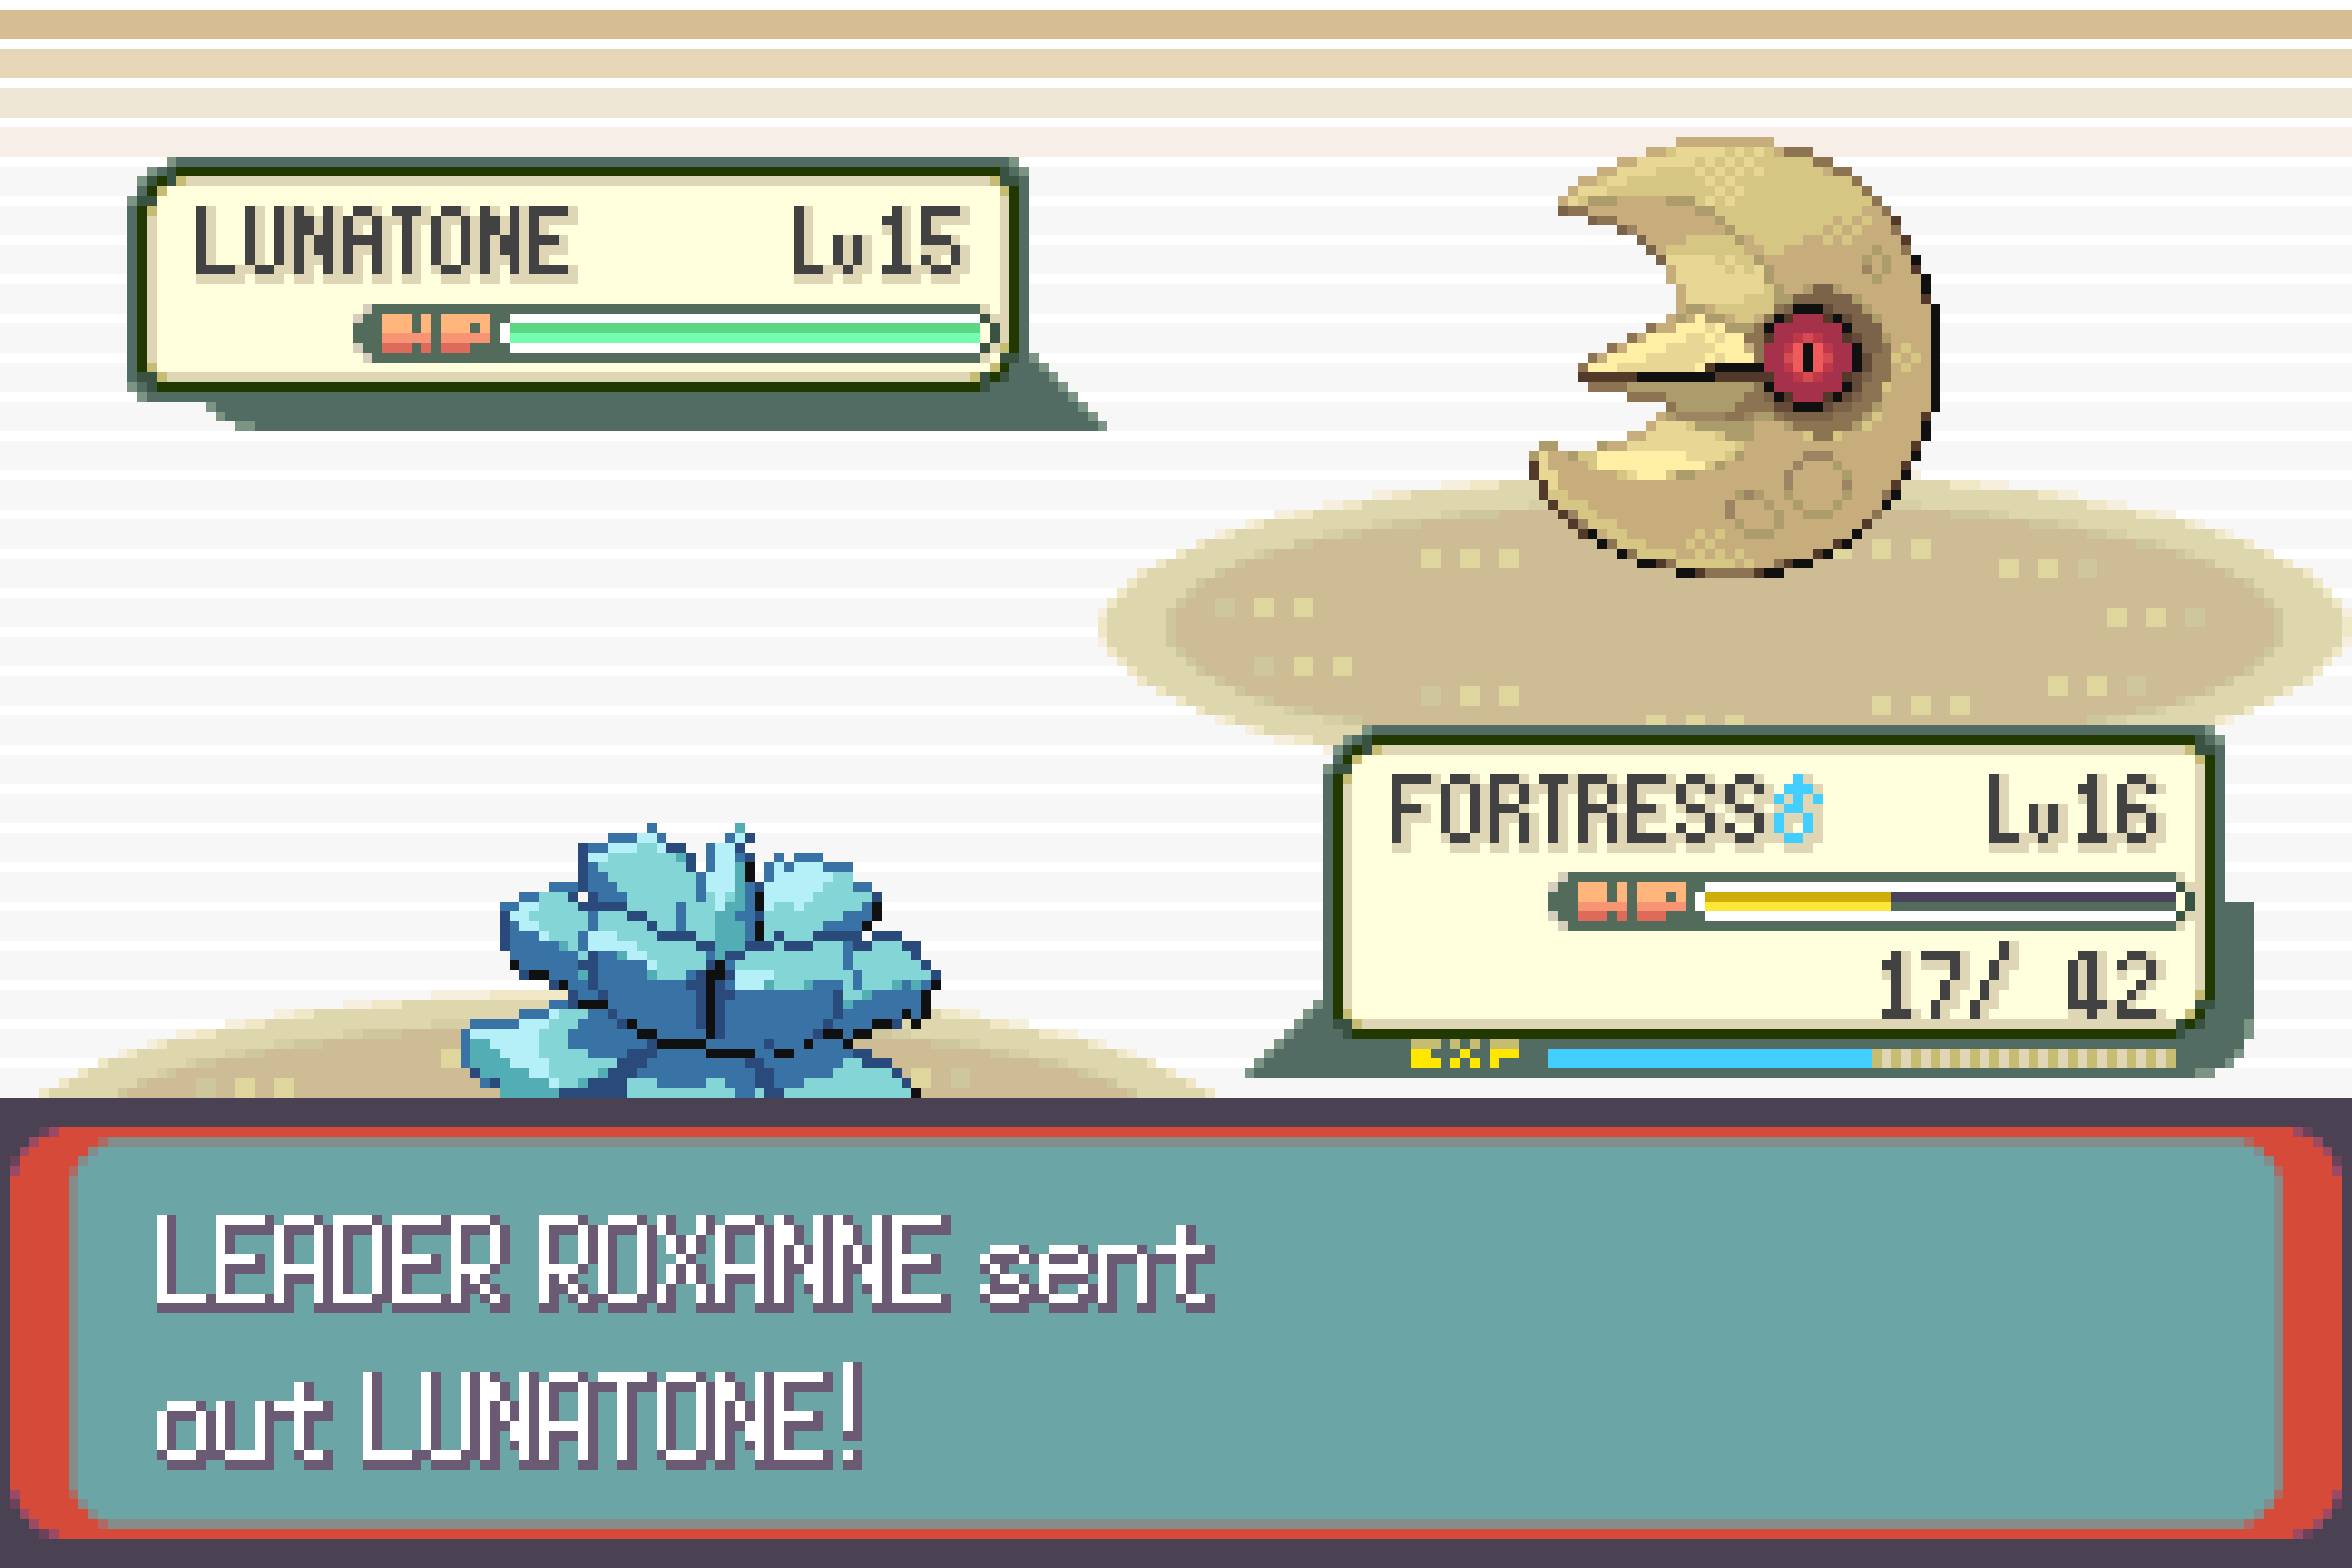 LUNATONE Lv15
HP
FORTRESS♂ Lv16
HP
17/ 42
EXP
LEADER ROXANNE sent
out LUNATONE!